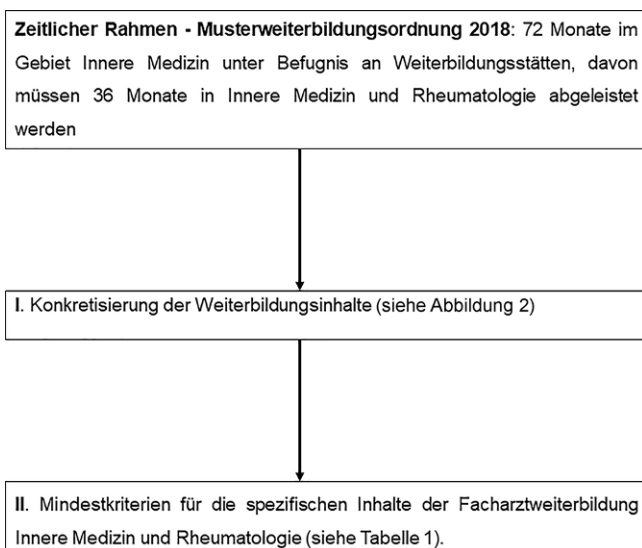 Zeitlicher Rahmen - Musterweiterbildungsordnung 2018: 72 Monate im
Gebiet Innere Medizin unter Befugnis an Weiterbildungsstätten, davon
müssen 36 Monate in Innere Medizin und Rheumatologie abgeleistet
werden
I. Konkretisierung der Weiterbildungsinhalte (siehe Abbildung 2)
II. Mindestkriterien für die spezifischen Inhalte der Facharztweiterbildung
Innere Medizin und Rheumatologie (siehe Tabelle 1).